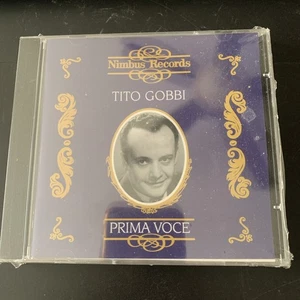 Nimbus Records
TITO GOBBI
PRIMA VOCE